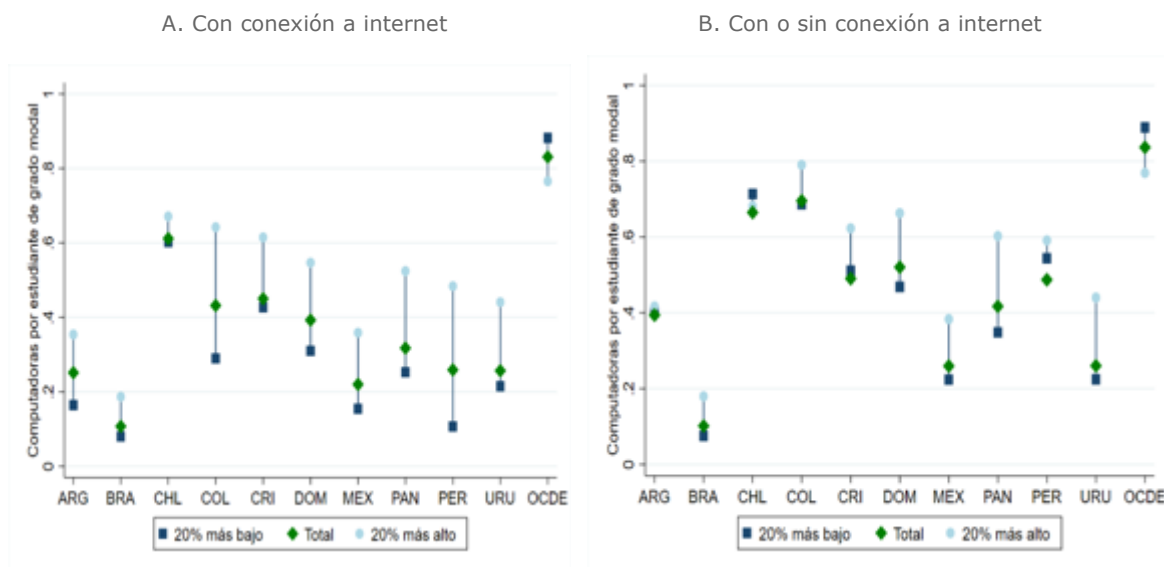 A. Con conexión a internet
Computadoras por estudiante de grado modal
1
.8
.6
.4
.2
0
ARG BRA CHL COL CRI DOM MEX PAN PER URU OCDE
20% más bajo Total 20% más alto
B. Con o sin conexión a internet
Computadoras por estudiante de grado modal
1
.8
.6
.4
.2
0
ARG BRA CHL COL CRI DOM MEX PAN PER URU OCDE
20% más bajo Total 20% más alto